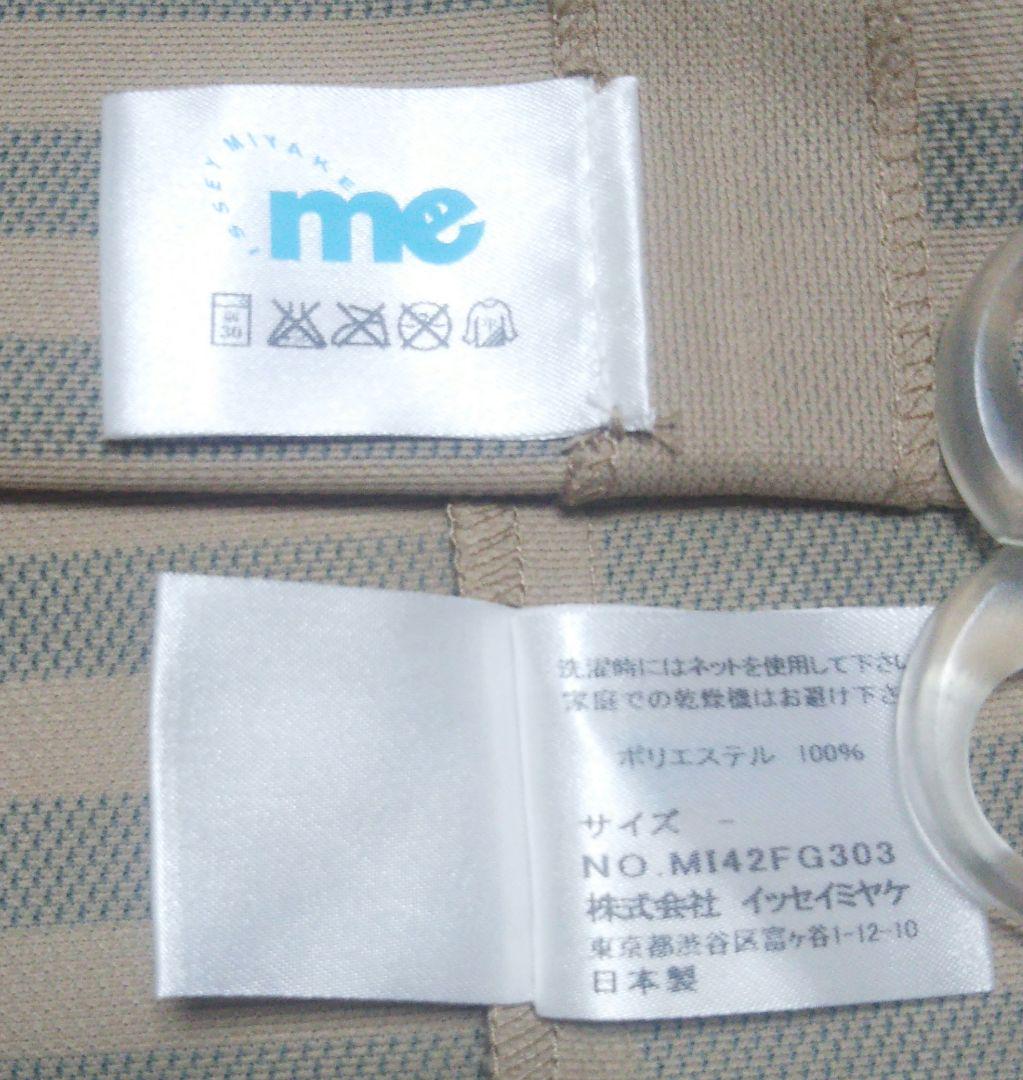 ISSEY MIYAKE
me
30
洗濯時にはネットを使用して下さい
家庭での乾燥機はお避け下さ
ポリエステル 100%
サイズ -
NO.MI42FG303
株式会社 イッセイミヤケ
東京都渋谷区富ヶ谷1-12-10
日本製